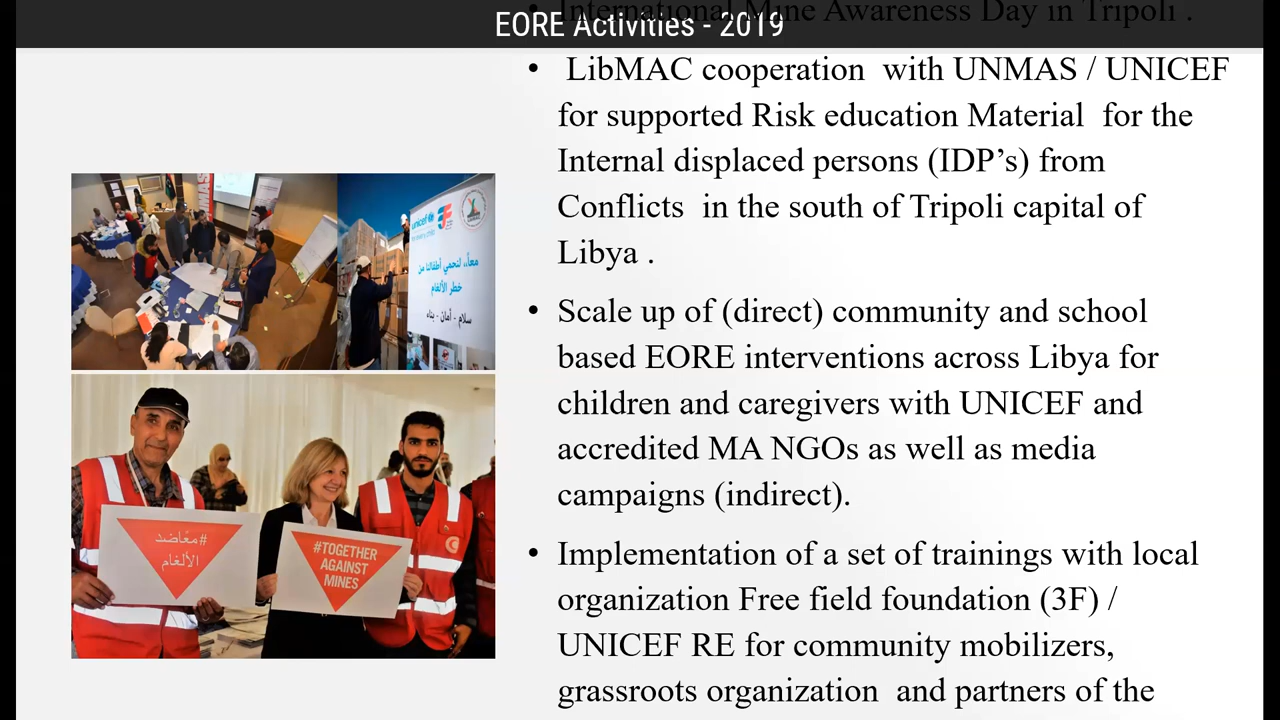 International Mine Awareness Day in Tripoli .
EORE Activities - 2019
• LibMAC cooperation with UNMAS / UNICEF
for supported Risk education Material for the
Internal displaced persons (IDP’s) from
Conflicts in the south of Tripoli capital of
Libya .
• Scale up of (direct) community and school
based EORE interventions across Libya for
children and caregivers with UNICEF and
accredited MA NGOs as well as media
campaigns (indirect).
• Implementation of a set of trainings with local
organization Free field foundation (3F) /
UNICEF RE for community mobilizers,
grassroots organization and partners of the
unicef
معاً، لنحمي أطفالنا من
خطر الألغام
سلام - أمان - بناء
#معاضد
الألغام
#TOGETHER
AGAINST
MINES